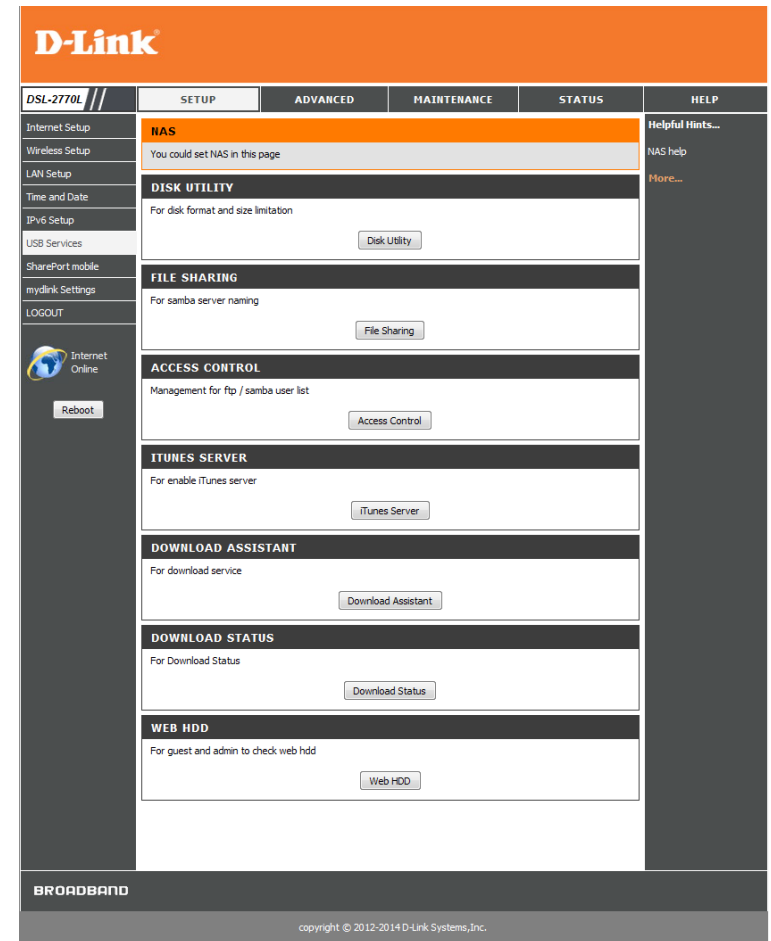 D-Link
DSL-2770L
SETUP
ADVANCED
MAINTENANCE
STATUS
HELP
Internet Setup
Wireless Setup
LAN Setup
Time and Date
IPv6 Setup
USB Services
SharePort mobile
mydlink Settings
LOGOUT
Internet
Online
Reboot
NAS
You could set NAS in this page
DISK UTILITY
For disk format and size limitation
Disk Utility
FILE SHARING
For samba server naming
File Sharing
ACCESS CONTROL
Management for ftp / samba user list
Access Control
ITUNES SERVER
For enable iTunes server
iTunes Server
DOWNLOAD ASSISTANT
For download service
Download Assistant
DOWNLOAD STATUS
For Download Status
Download Status
WEB HDD
For guest and admin to check web hdd
Web HDD
Helpful Hints...
NAS help
More...
BROADBAND
copyright © 2012-2014 D-Link Systems,Inc.